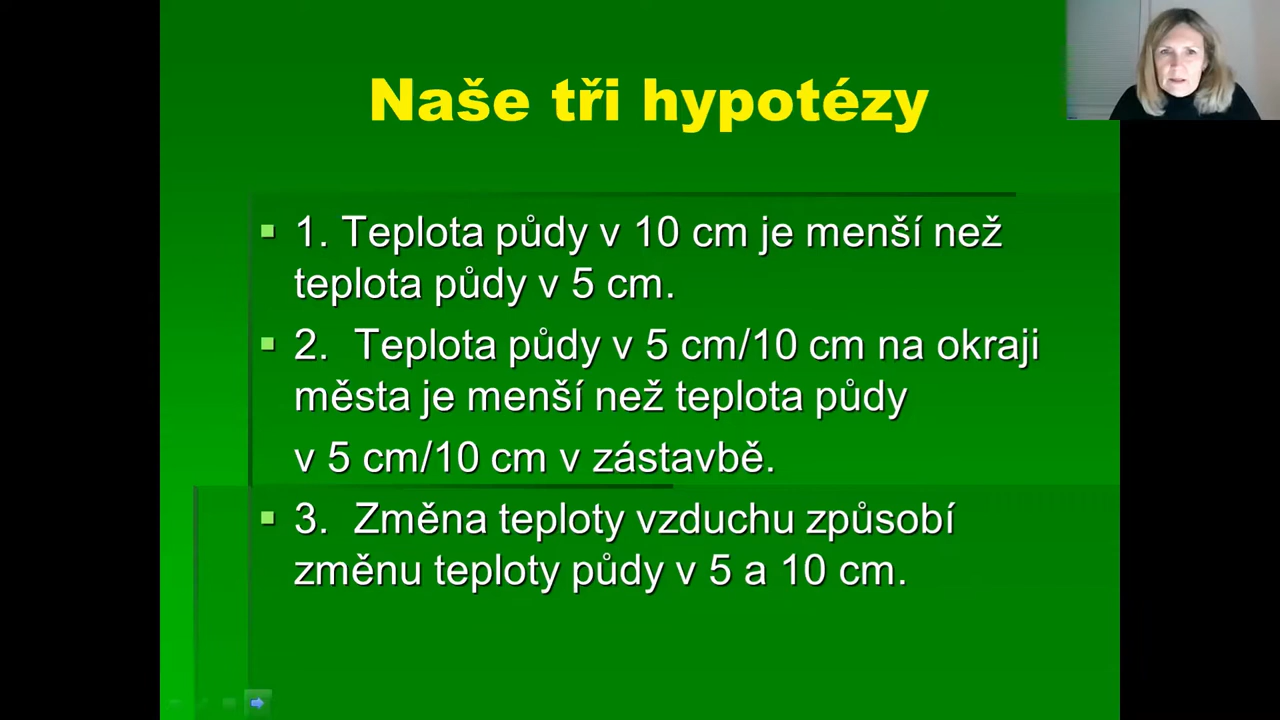 Naše tři hypotézy
1. Teplota půdy v 10 cm je menší než
teplota půdy v 5 cm.
2. Teplota půdy v 5 cm/10 cm na okraji
města je menší než teplota půdy
v 5 cm/10 cm v zástavbě.
3. Změna teploty vzduchu způsobí
změnu teploty půdy v 5 a 10 cm.